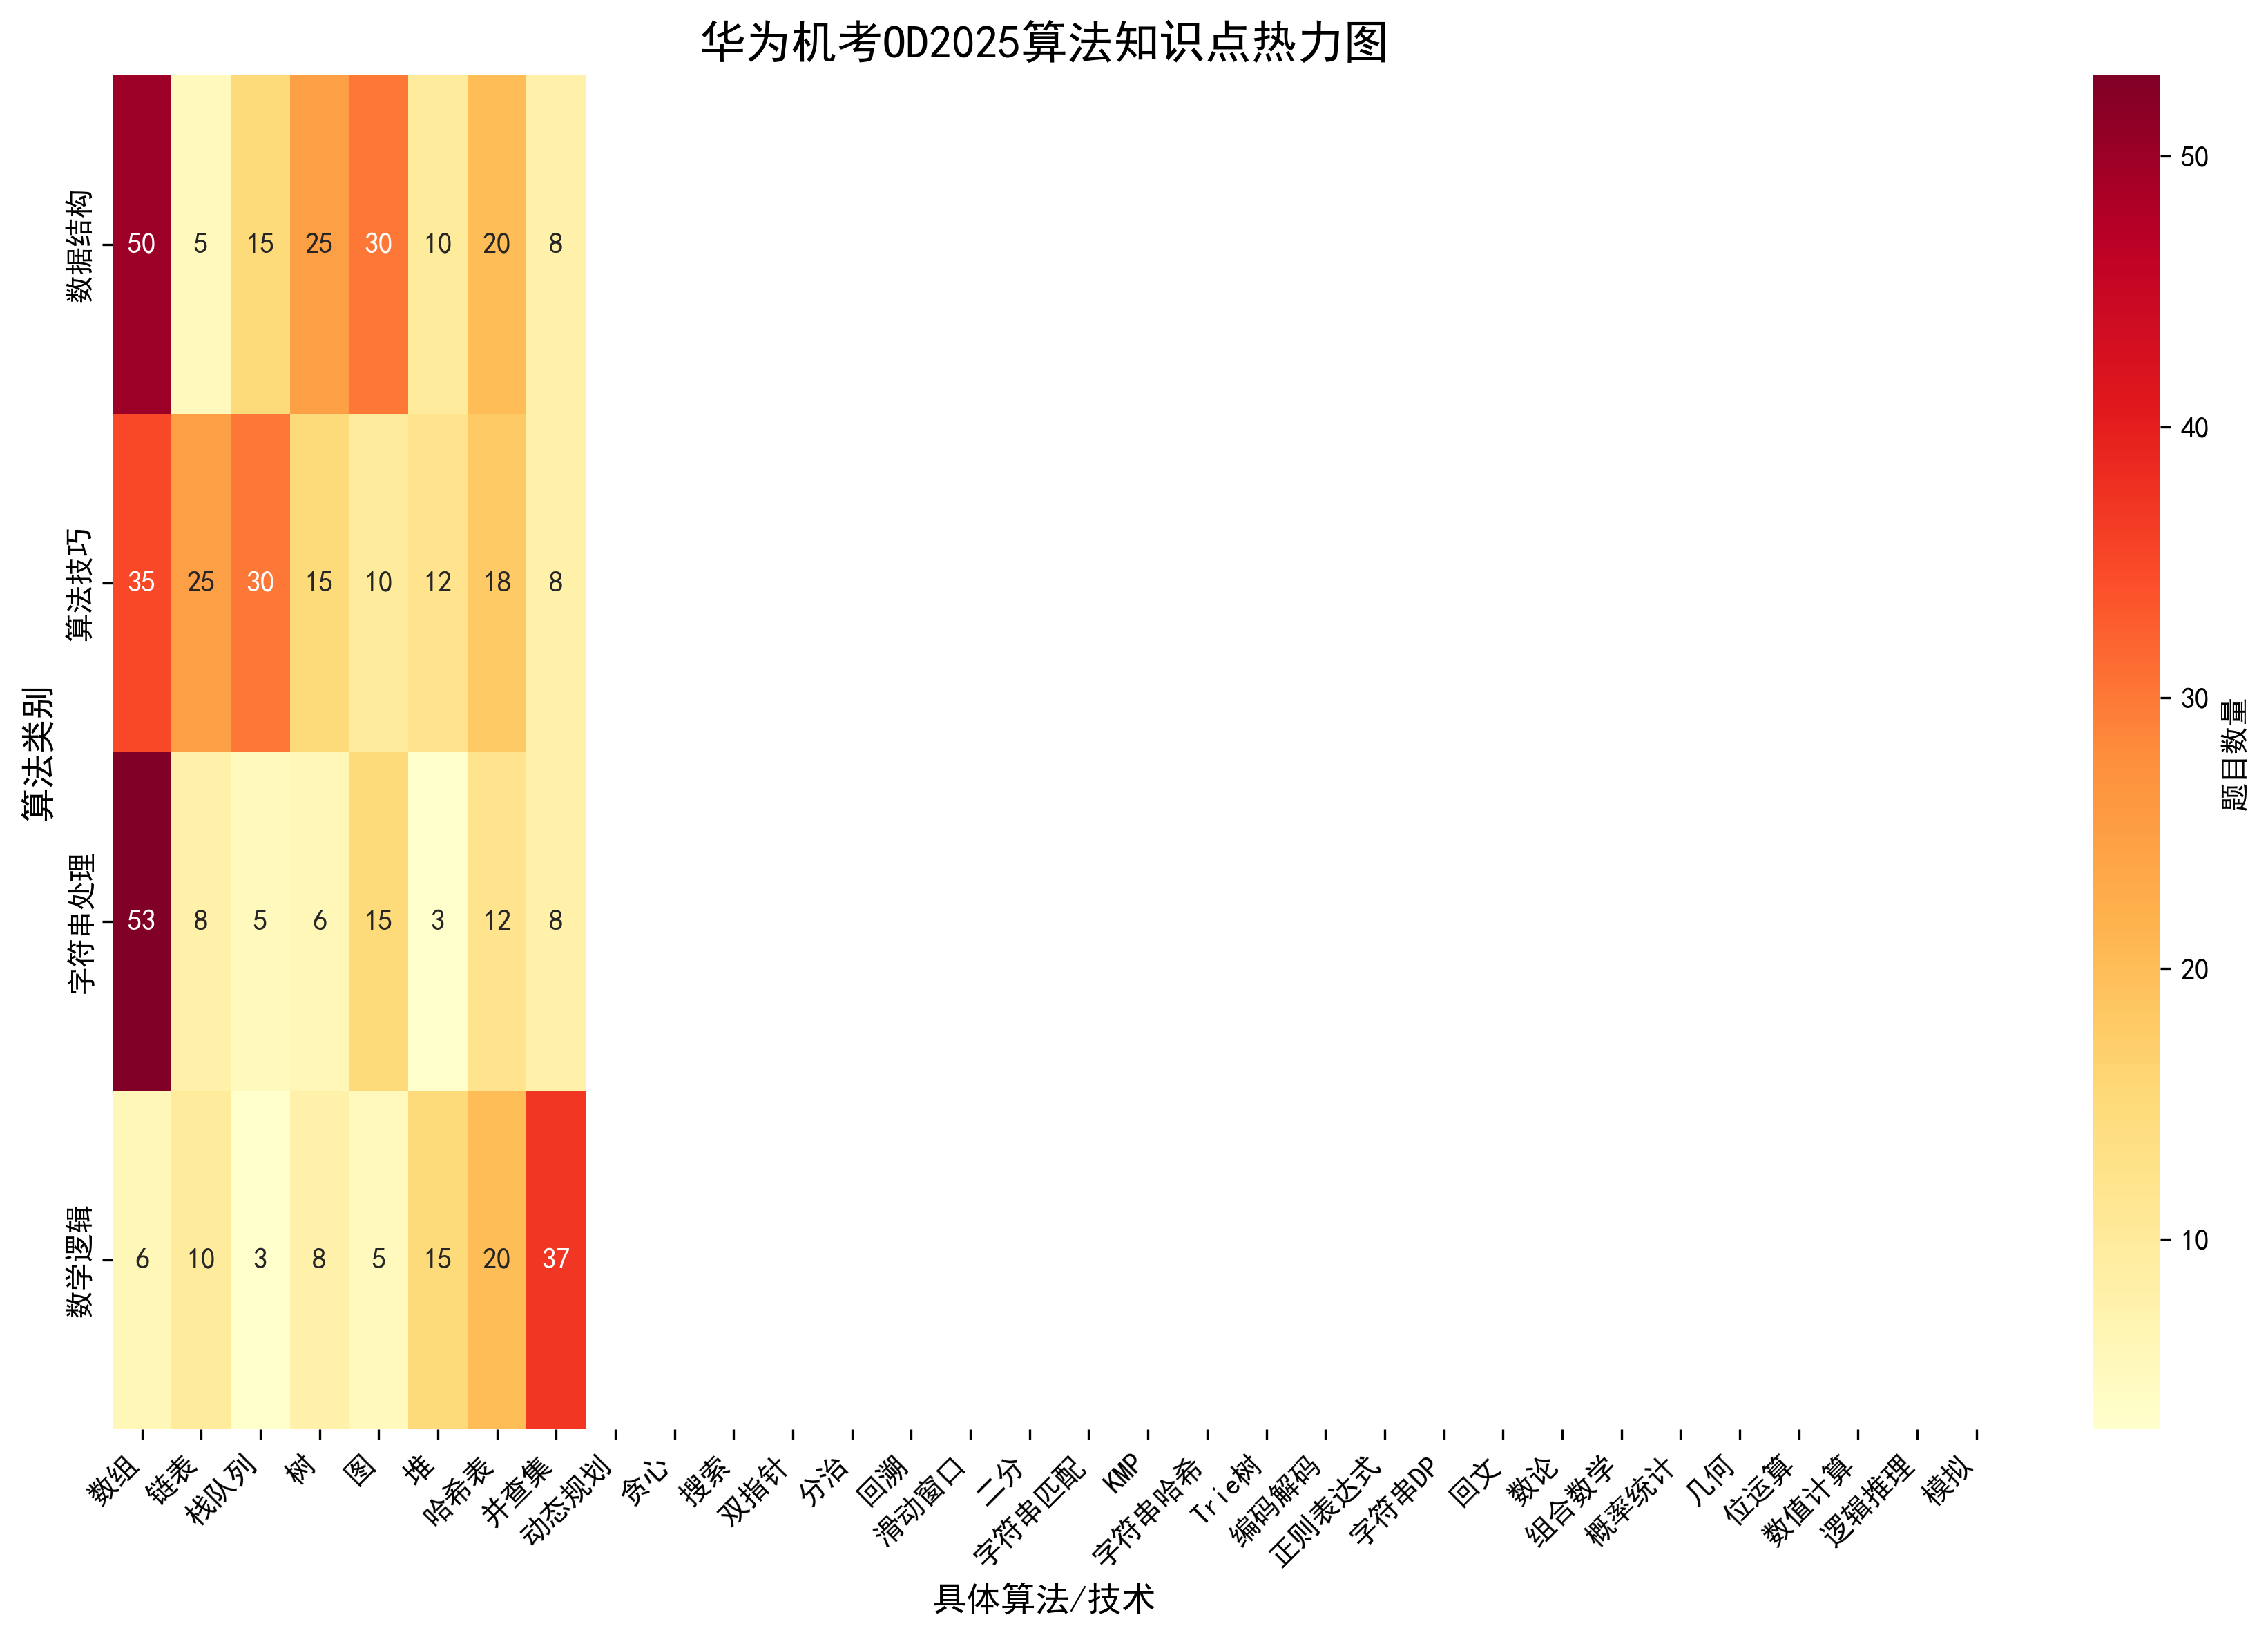 华为机考OD2025算法知识点热力图
算法类别
数据结构
50 5 15 25 30 10 20 8
算法技巧
35 25 30 15 10 12 18 8
字符串处理
53 8 5 6 15 3 12 8
数学逻辑
6 10 3 8 5 15 20 37
数组
链表
栈队列
树
图
堆
哈希表
并查集
动态规划
贪心
搜索
双指针
分治
回溯
滑动窗口
二分
字符串匹配
KMP
字符串哈希
Trie树
编码解码
正则表达式
字符串DP
回文
数论
组合数学
概率统计
几何
位运算
数值计算
逻辑推理
模拟
具体算法/技术
50
40
30
20
10
题目数量